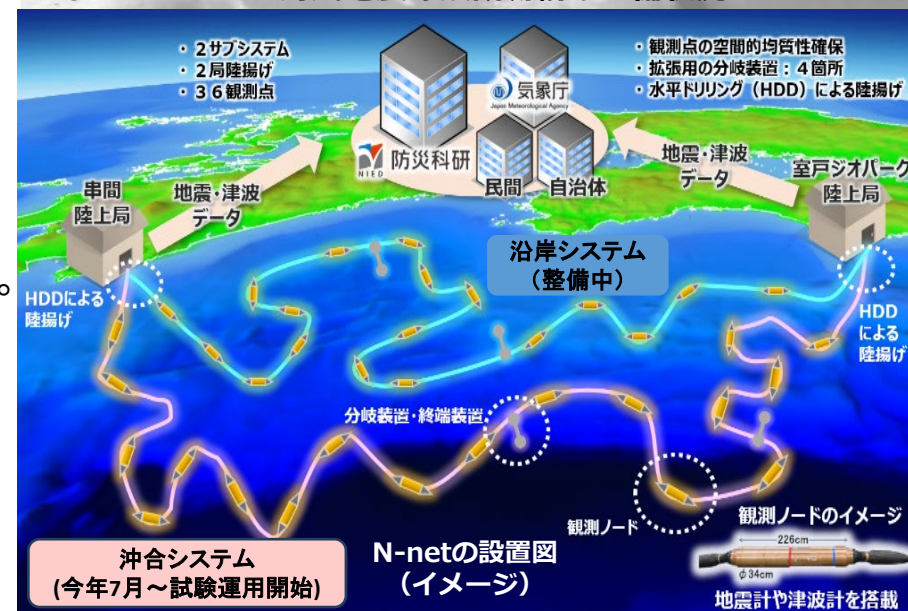 ・２サブシステム
・２局陸揚げ
・３６観測点
・観測点の空間的均質性確保
・拡張用の分岐装置：４箇所
・水平ドリリング（HDD）による陸揚げ
気象庁
Japan Meteorological Agency
NIED
防災科研
民間
自治体
串間
陸上局
地震・津波
データ
地震・津波
データ
室戸ジオパーク
陸上局
。
HDDによる
陸揚げ
沿岸システム
（整備中）
HDD
による
陸揚げ
分岐装置・終端装置
観測ノード
観測ノードのイメージ
226cm
φ34cm
地震計や津波計を搭載
沖合システム
(今年7月～試験運用開始)
N-netの設置図
（イメージ）